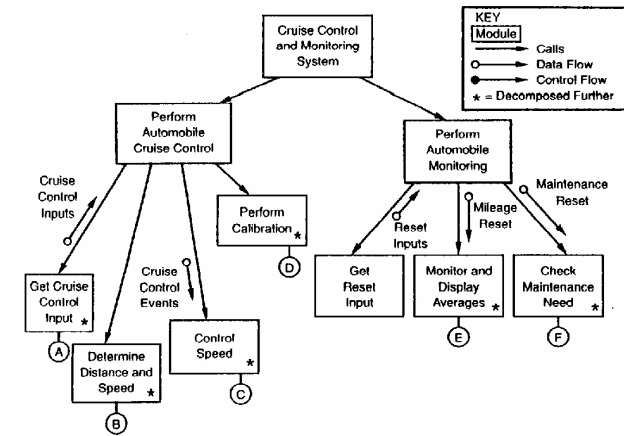 Cruise Control
and Monitoring
System
KEY
Module
Calls
Data Flow
Control Flow
* = Decomposed Further
Perform
Automobile
Cruise Control
Perform
Automobile
Monitoring
Cruise
Control
Inputs
Perform
Calibration
*
D
Cruise
Control
Events
Reset
Inputs
Mileage
Reset
Maintenance
Reset
Get Cruise
Control
Input
*
A
Determine
Distance and
Speed
*
B
Control
Speed
*
C
Get
Reset
Input
Monitor and
Display
Averages
*
E
Check
Maintenance
Need
*
F